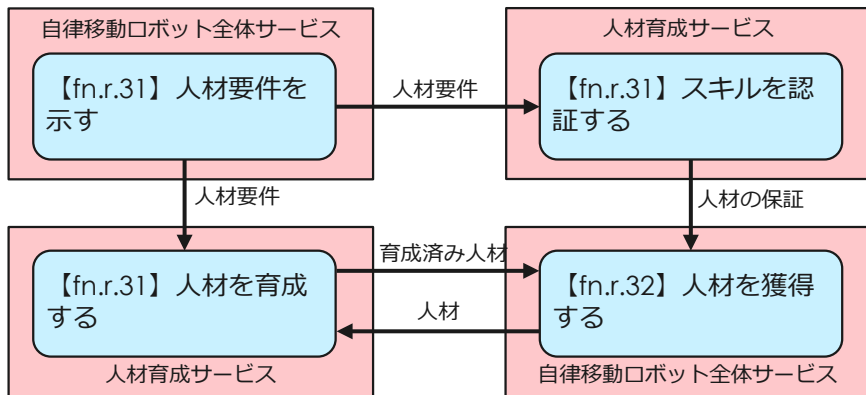 自律移動ロボット全体サービス
【fn.r.31】人材要件を
示す
人材要件
人材育成サービス
【fn.r.31】スキルを認
証する
人材要件
人材の保証
【fn.r.31】人材を育成
する
人材育成サービス
育成済み人材
人材
【fn.r.32】人材を獲得
する
自律移動ロボット全体サービス